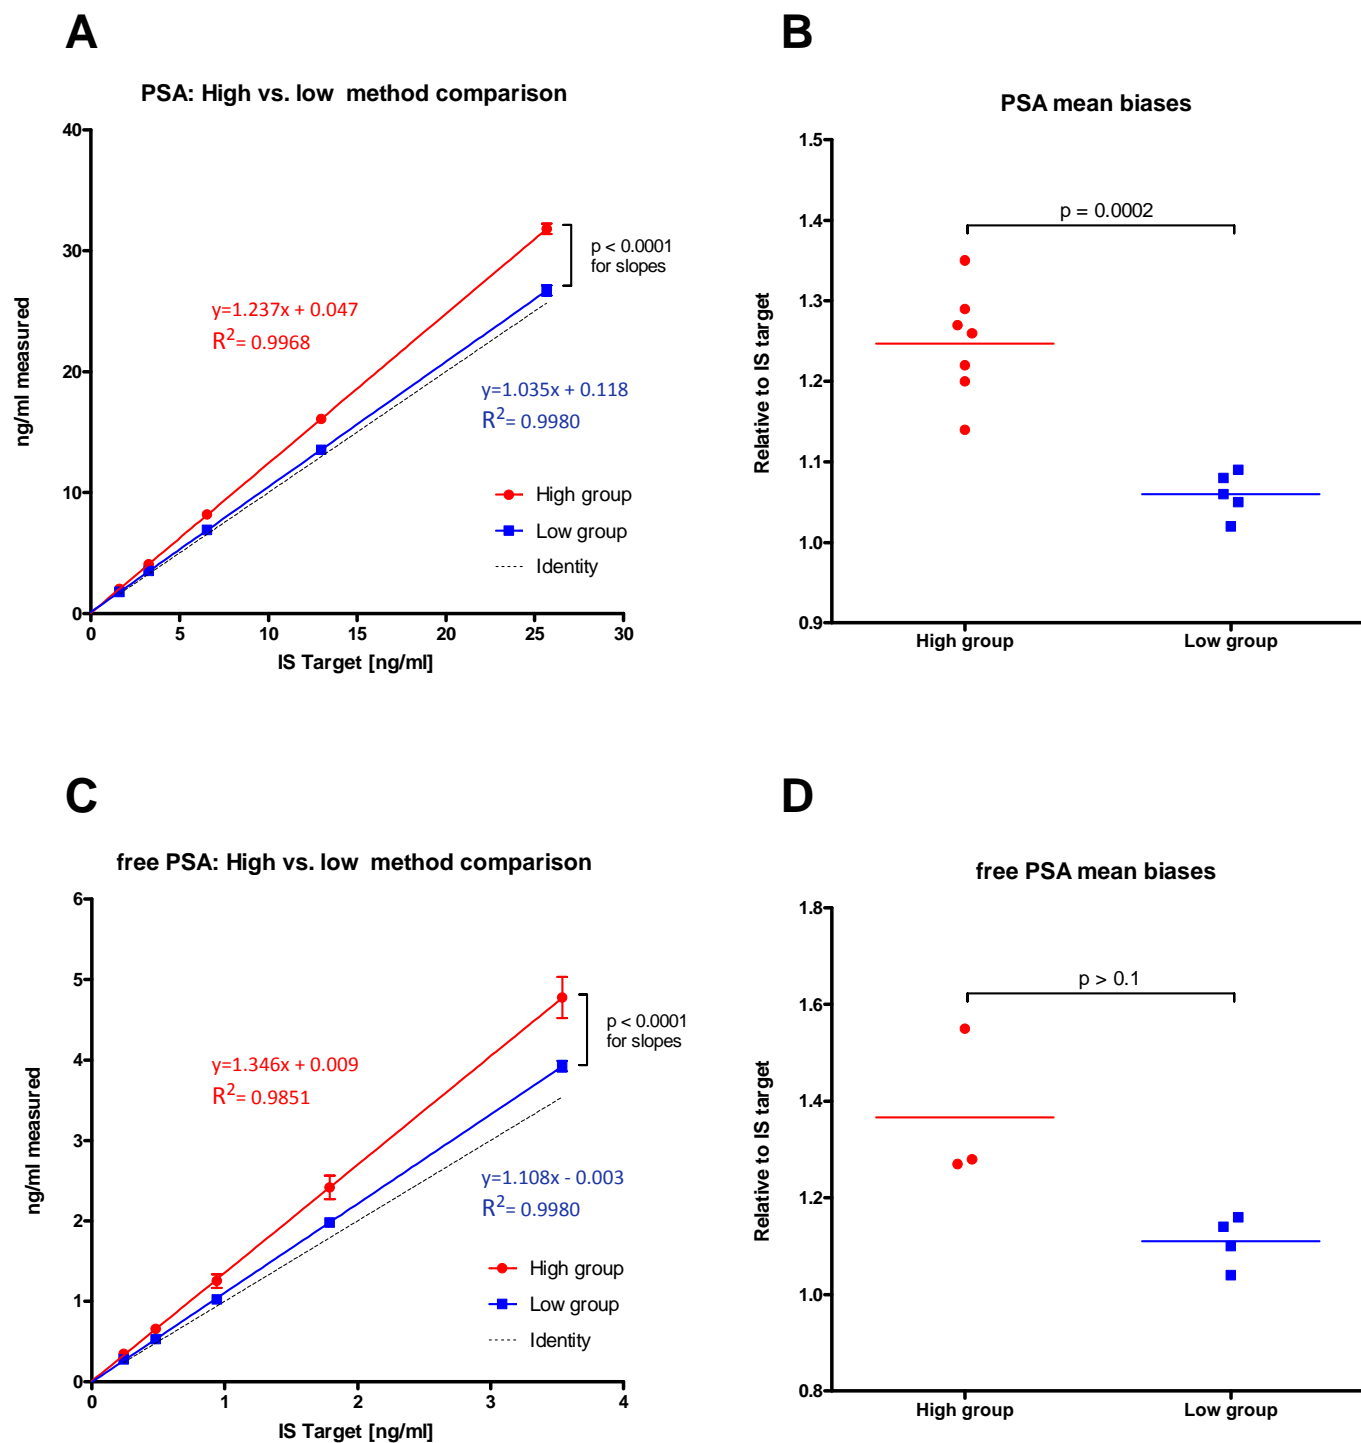 A
PSA: High vs. low  method comparison
40
30
20
10
0
0 5 10 15 20 25 30
ng/ml measured
IS Target [ng/ml]
y=1.237x + 0.047
R²= 0.9968
y=1.035x + 0.118
R²= 0.9980
p < 0.0001
for slopes
High group
Low group
Identity
B
PSA mean biases
1.5
1.4
1.3
1.2
1.1
1.0
0.9
Relative to IS target
p = 0.0002
High group Low group
C
free PSA: High vs. low  method comparison
6
5
4
3
2
1
0
0 1 2 3 4
ng/ml measured
IS Target [ng/ml]
y=1.346x + 0.009
R²= 0.9851
y=1.108x - 0.003
R²= 0.9980
p < 0.0001
for slopes
High group
Low group
Identity
D
free PSA mean biases
1.8
1.6
1.4
1.2
1.0
0.8
Relative to IS target
p > 0.1
High group Low group